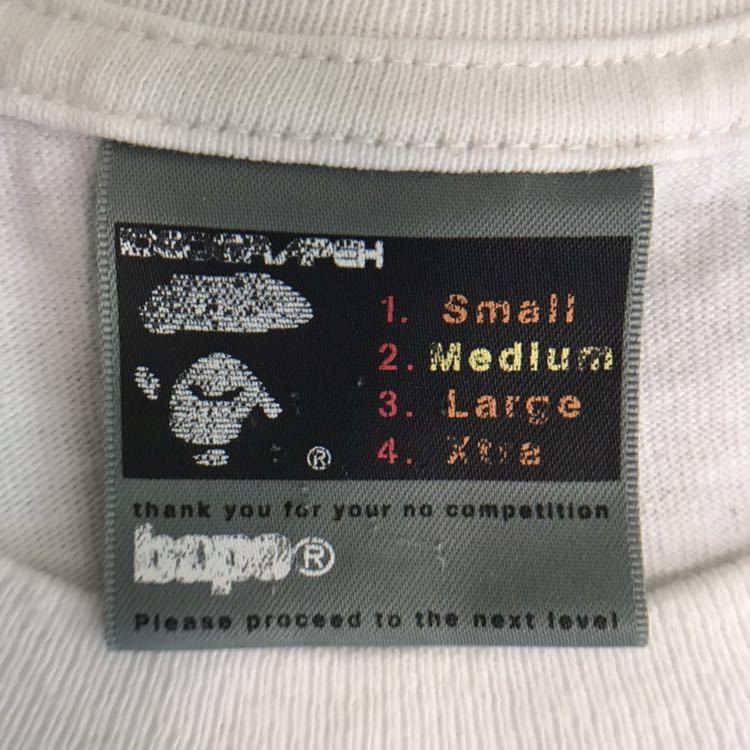 1. Small
2. Medium
3. Large
4. Xtra
®
thank you for your no competition
bape®
Please proceed to the next level